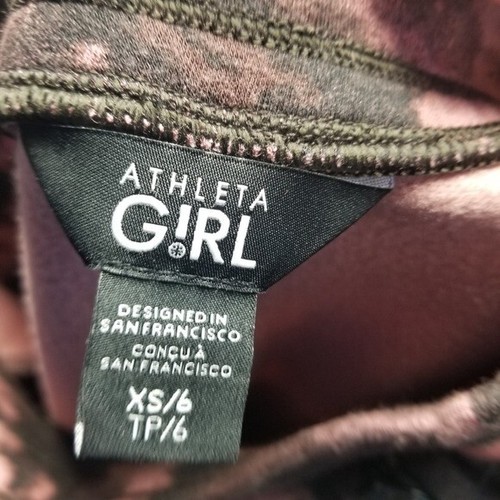 ATHLETA
G!RL
DESIGNED IN
SAN FRANCISCO
CONÇU À
SAN FRANCISCO
XS/6
TP/6